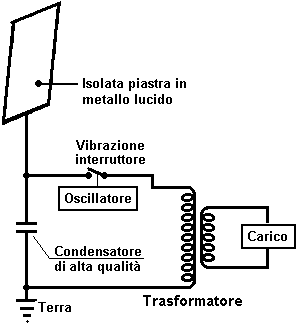 Isolata piastra in
metallo lucido
Vibrazione
interruttore
Oscillatore
Carico
Condensatore
di alta qualità
Terra
Trasformatore